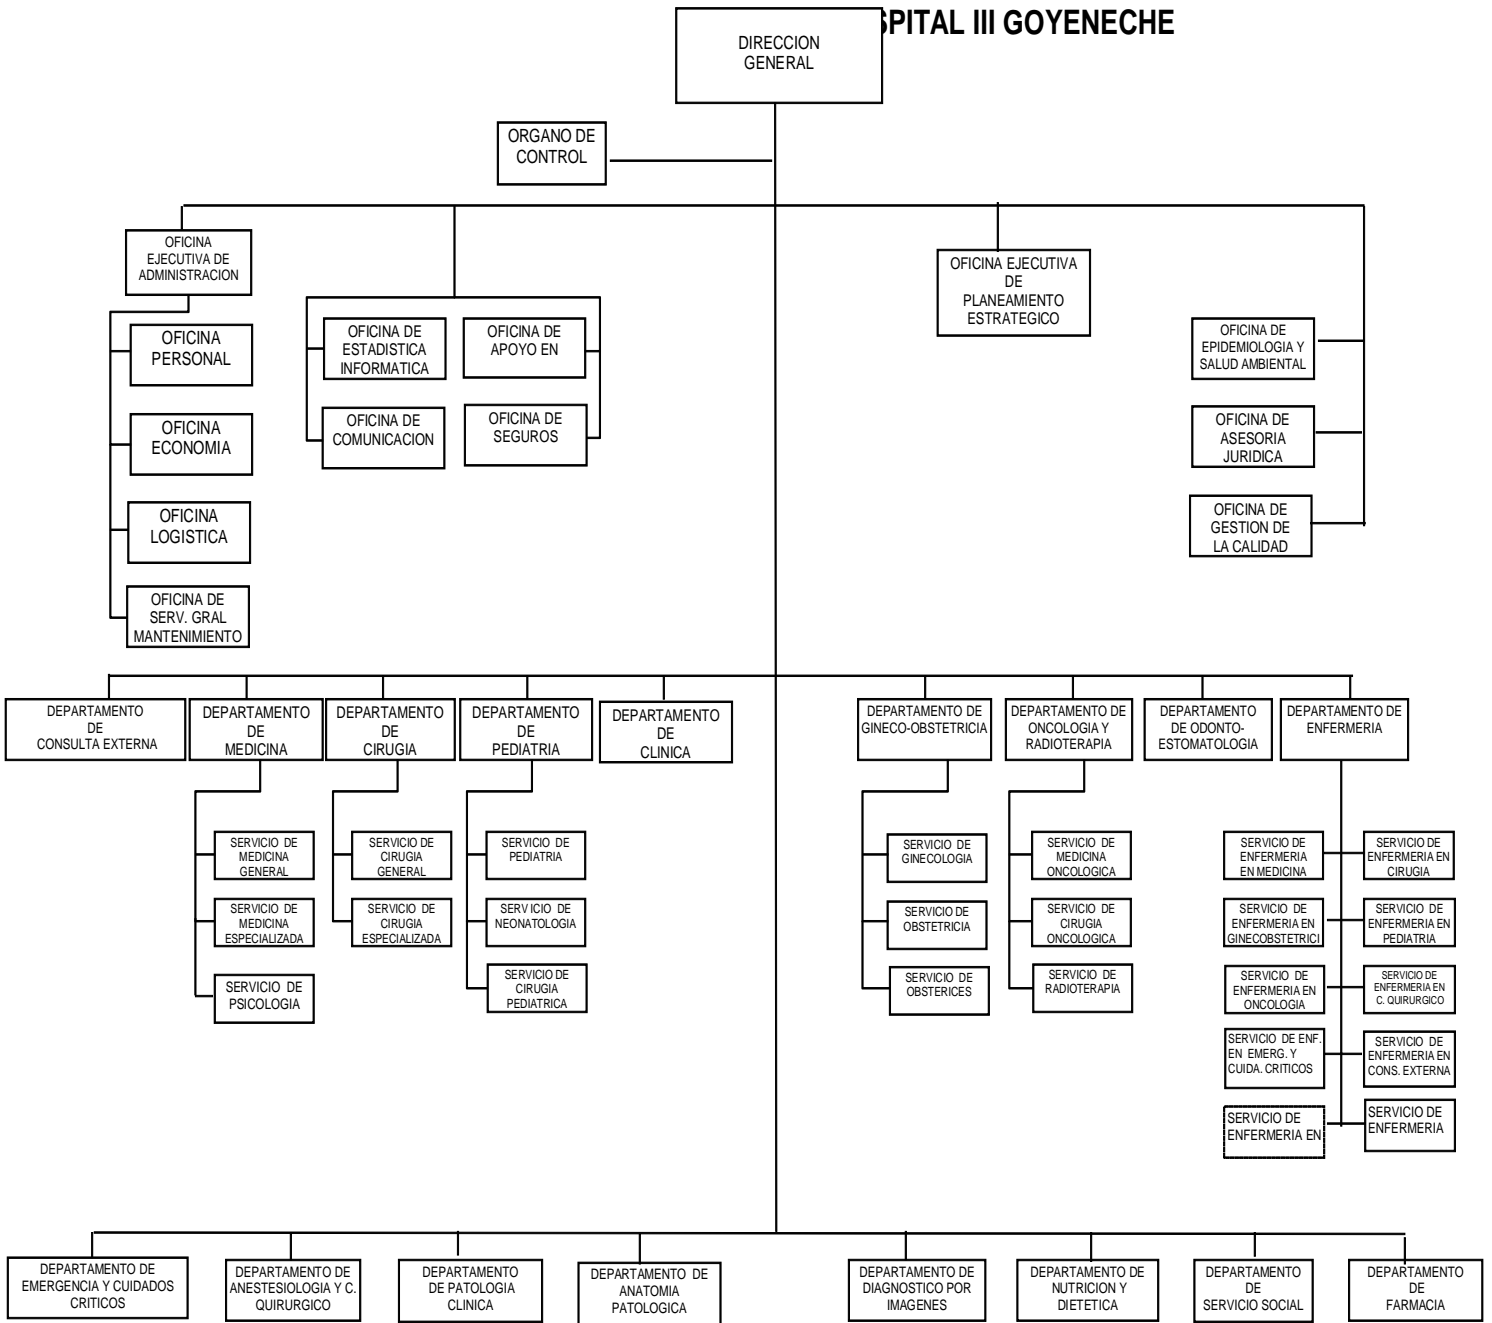 PITAL III GOYENECHE
DIRECCION
GENERAL
ORGANO DE
CONTROL
OFICINA
EJECUTIVA DE
ADMINISTRACION
OFICINA
PERSONAL
OFICINA
ECONOMIA
OFICINA
LOGISTICA
OFICINA DE
SERV. GRAL
MANTENIMIENTO
OFICINA DE
ESTADISTICA
INFORMATICA
OFICINA DE
APOYO EN
OFICINA DE
COMUNICACION
OFICINA DE
SEGUROS
OFICINA EJECUTIVA
DE
PLANEAMIENTO
ESTRATEGICO
OFICINA DE
EPIDEMIOLOGIA Y
SALUD AMBIENTAL
OFICINA DE
ASESORIA
JURIDICA
OFICINA DE
GESTION DE
LA CALIDAD
DEPARTAMENTO
DE
CONSULTA EXTERNA
DEPARTAMENTO
DE
MEDICINA
DEPARTAMENTO
DE
CIRUGIA
DEPARTAMENTO
DE
PEDIATRIA
DEPARTAMENTO
DE
CLINICA
DEPARTAMENTO DE
GINECO-OBSTETRICIA
DEPARTAMENTO DE
ONCOLOGIA Y
RADIOTERAPIA
DEPARTAMENTO
DE ODONTO-
ESTOMATOLOGIA
DEPARTAMENTO DE
ENFERMERIA
SERVICIO DE
MEDICINA
GENERAL
SERVICIO DE
MEDICINA
ESPECIALIZADA
SERVICIO DE
PSICOLOGIA
SERVICIO DE
CIRUGIA
GENERAL
SERVICIO DE
CIRUGIA
ESPECIALIZADA
SERVICIO DE
PEDIATRIA
SERVICIO DE
NEONATOLOGIA
SERVICIO DE
CIRUGIA
PEDIATRICA
SERVICIO DE
GINECOLOGIA
SERVICIO DE
OBSTETRICIA
SERVICIO DE
OBSTERICES
SERVICIO DE
MEDICINA
ONCOLOGICA
SERVICIO DE
CIRUGIA
ONCOLOGICA
SERVICIO DE
RADIOTERAPIA
SERVICIO DE
ENFERMERIA
EN MEDICINA
SERVICIO DE
ENFERMERIA EN
CIRUGIA
SERVICIO DE
ENFERMERIA EN
GINECOBSTETRICI
SERVICIO DE
ENFERMERIA EN
PEDIATRIA
SERVICIO DE
ENFERMERIA EN
ONCOLOGIA
SERVICIO DE
ENFERMERIA EN
C. QUIRURGICO
SERVICIO DE ENF.
EN EMERG. Y
CUIDA. CRITICOS
SERVICIO DE
ENFERMERIA EN
CONS. EXTERNA
SERVICIO DE
ENFERMERIA EN
SERVICIO DE
ENFERMERIA
DEPARTAMENTO DE
EMERGENCIA Y CUIDADOS
CRITICOS
DEPARTAMENTO DE
ANESTESIOLOGIA Y C.
QUIRURGICO
DEPARTAMENTO
DE PATOLOGIA
CLINICA
DEPARTAMENTO DE
ANATOMIA
PATOLOGICA
DEPARTAMENTO DE
DIAGNOSTICO POR
IMAGENES
DEPARTAMENTO DE
NUTRICION Y
DIETETICA
DEPARTAMENTO
DE
SERVICIO SOCIAL
DEPARTAMENTO
DE
FARMACIA